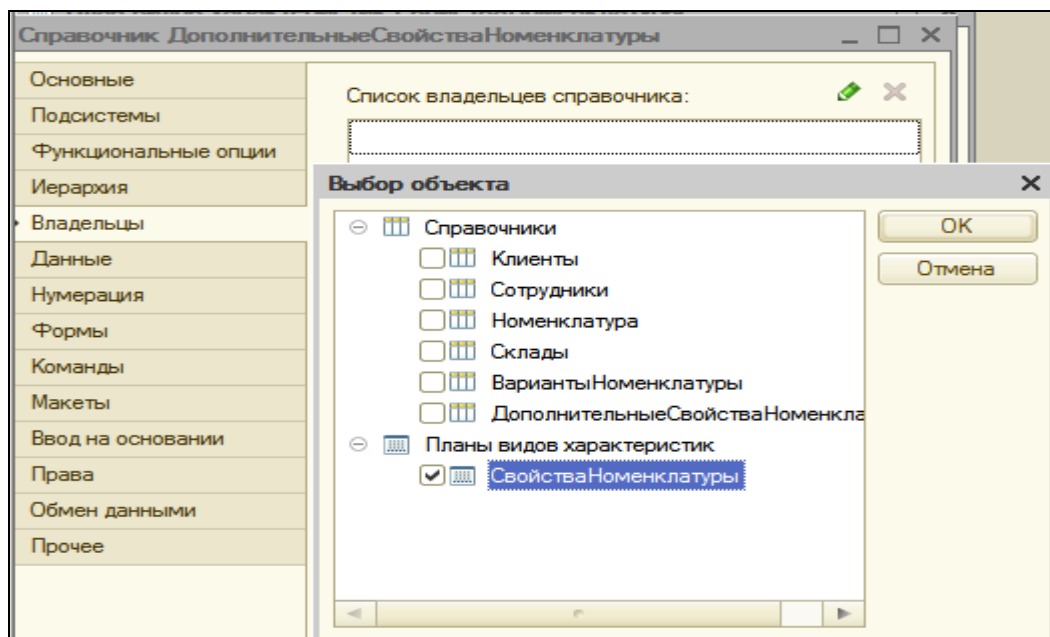 Справочник ДополнительныеСвойстваНоменклатуры
Основные
Подсистемы
Функциональные опции
Иерархия
Владельцы
Данные
Нумерация
Формы
Команды
Макеты
Ввод на основании
Права
Обмен данными
Прочее
Список владельцев справочника:
Выбор объекта
Справочники
Клиенты
Сотрудники
Номенклатура
Склады
ВариантыНоменклатуры
ДополнительныеСвойстваНоменкла
Планы видов характеристик
СвойстваНоменклатуры
OK
Отмена